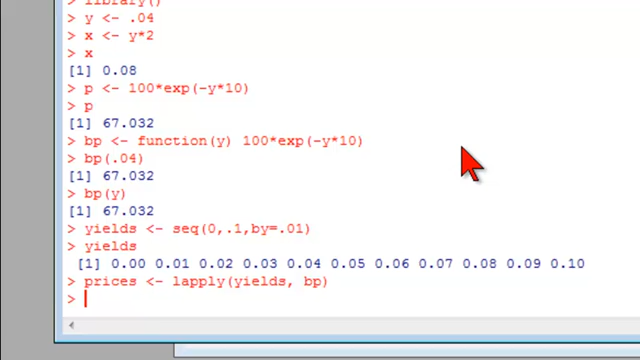 > library()
> y <- .04
> x <- y*2
> x
[1] 0.08
> p <- 100*exp(-y*10)
> p
[1] 67.032
> bp <- function(y) 100*exp(-y*10)
> bp(.04)
[1] 67.032
> bp(y)
[1] 67.032
> yields <- seq(0,.1,by=.01)
> yields
[1] 0.00 0.01 0.02 0.03 0.04 0.05 0.06 0.07 0.08 0.09 0.10
> prices <- lapply(yields, bp)
>